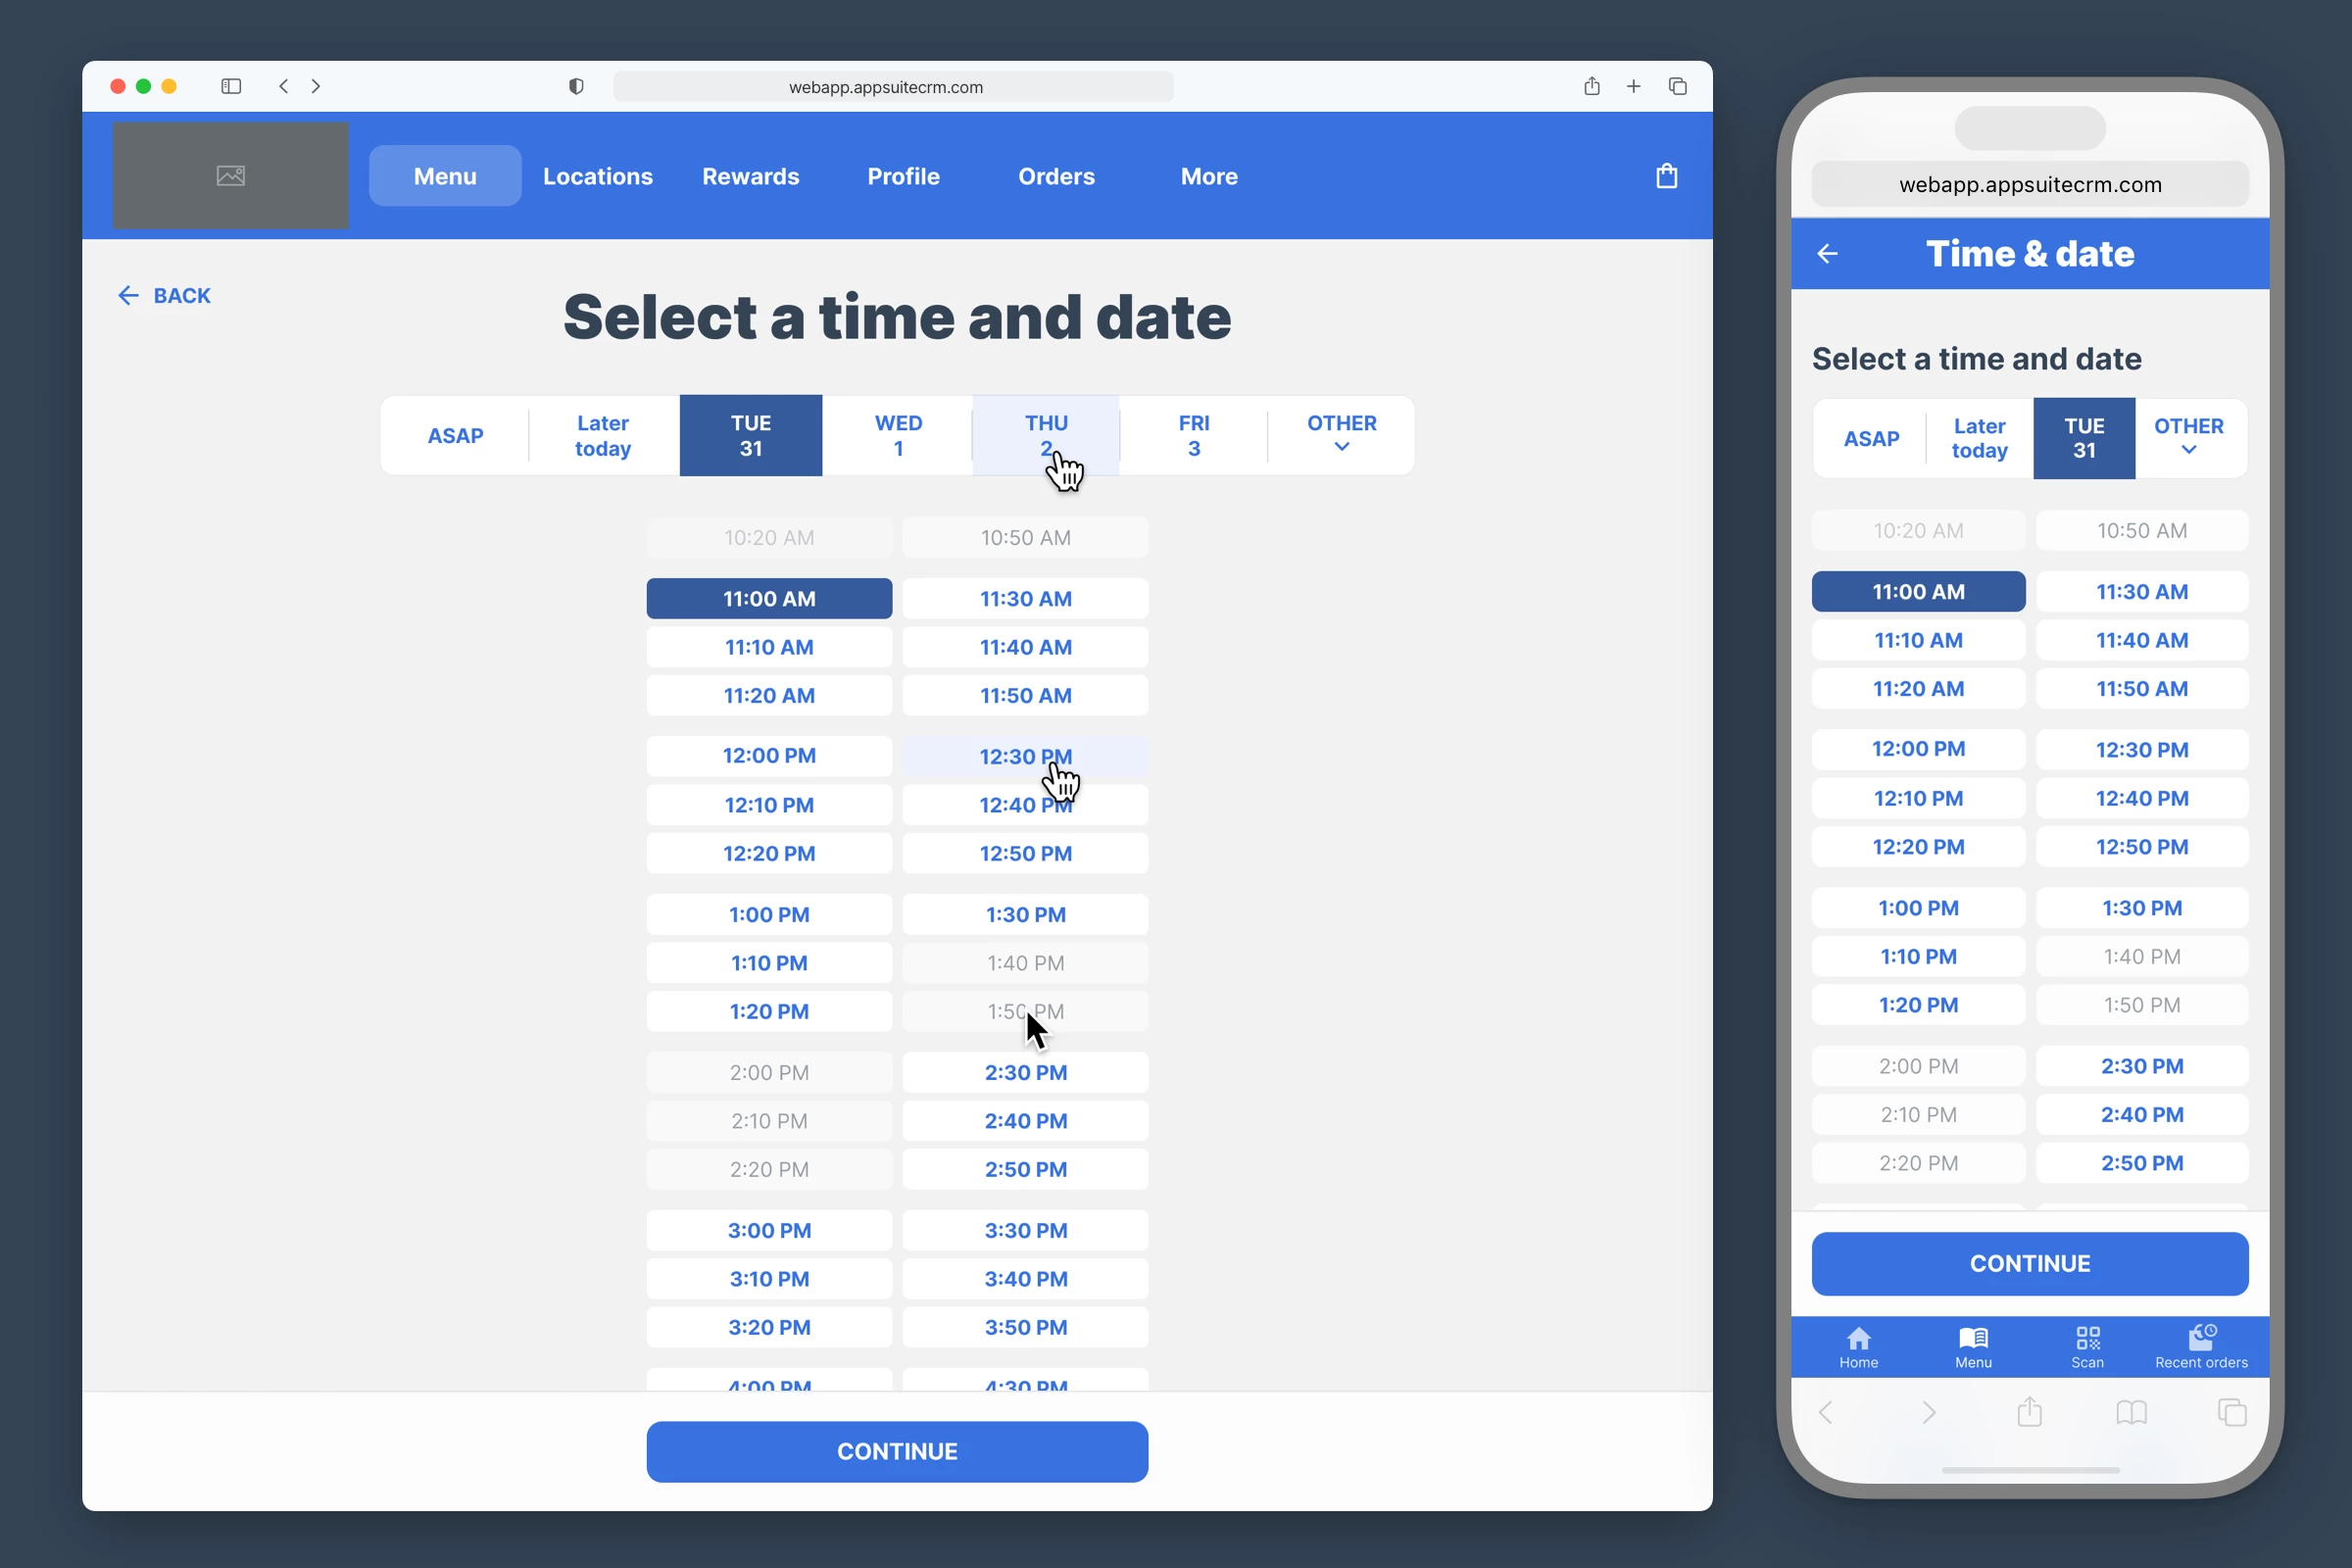 webapp.appsuitecrm.com
Menu Locations Rewards Profile Orders More
BACK
Select a time and date
ASAP Later today TUE 31 WED 1 THU 2 FRI 3 OTHER
10:20 AM 10:50 AM
11:00 AM 11:30 AM
11:10 AM 11:40 AM
11:20 AM 11:50 AM
12:00 PM 12:30 PM
12:10 PM 12:40 PM
12:20 PM 12:50 PM
1:00 PM 1:30 PM
1:10 PM 1:40 PM
1:20 PM 1:50 PM
2:00 PM 2:30 PM
2:10 PM 2:40 PM
2:20 PM 2:50 PM
3:00 PM 3:30 PM
3:10 PM 3:40 PM
3:20 PM 3:50 PM
4:00 PM 4:30 PM
CONTINUE
webapp.appsuitecrm.com
Time & date
Select a time and date
ASAP Later today TUE 31 OTHER
10:20 AM 10:50 AM
11:00 AM 11:30 AM
11:10 AM 11:40 AM
11:20 AM 11:50 AM
12:00 PM 12:30 PM
12:10 PM 12:40 PM
12:20 PM 12:50 PM
1:00 PM 1:30 PM
1:10 PM 1:40 PM
1:20 PM 1:50 PM
2:00 PM 2:30 PM
2:10 PM 2:40 PM
2:20 PM 2:50 PM
CONTINUE
Home Menu Scan Recent orders